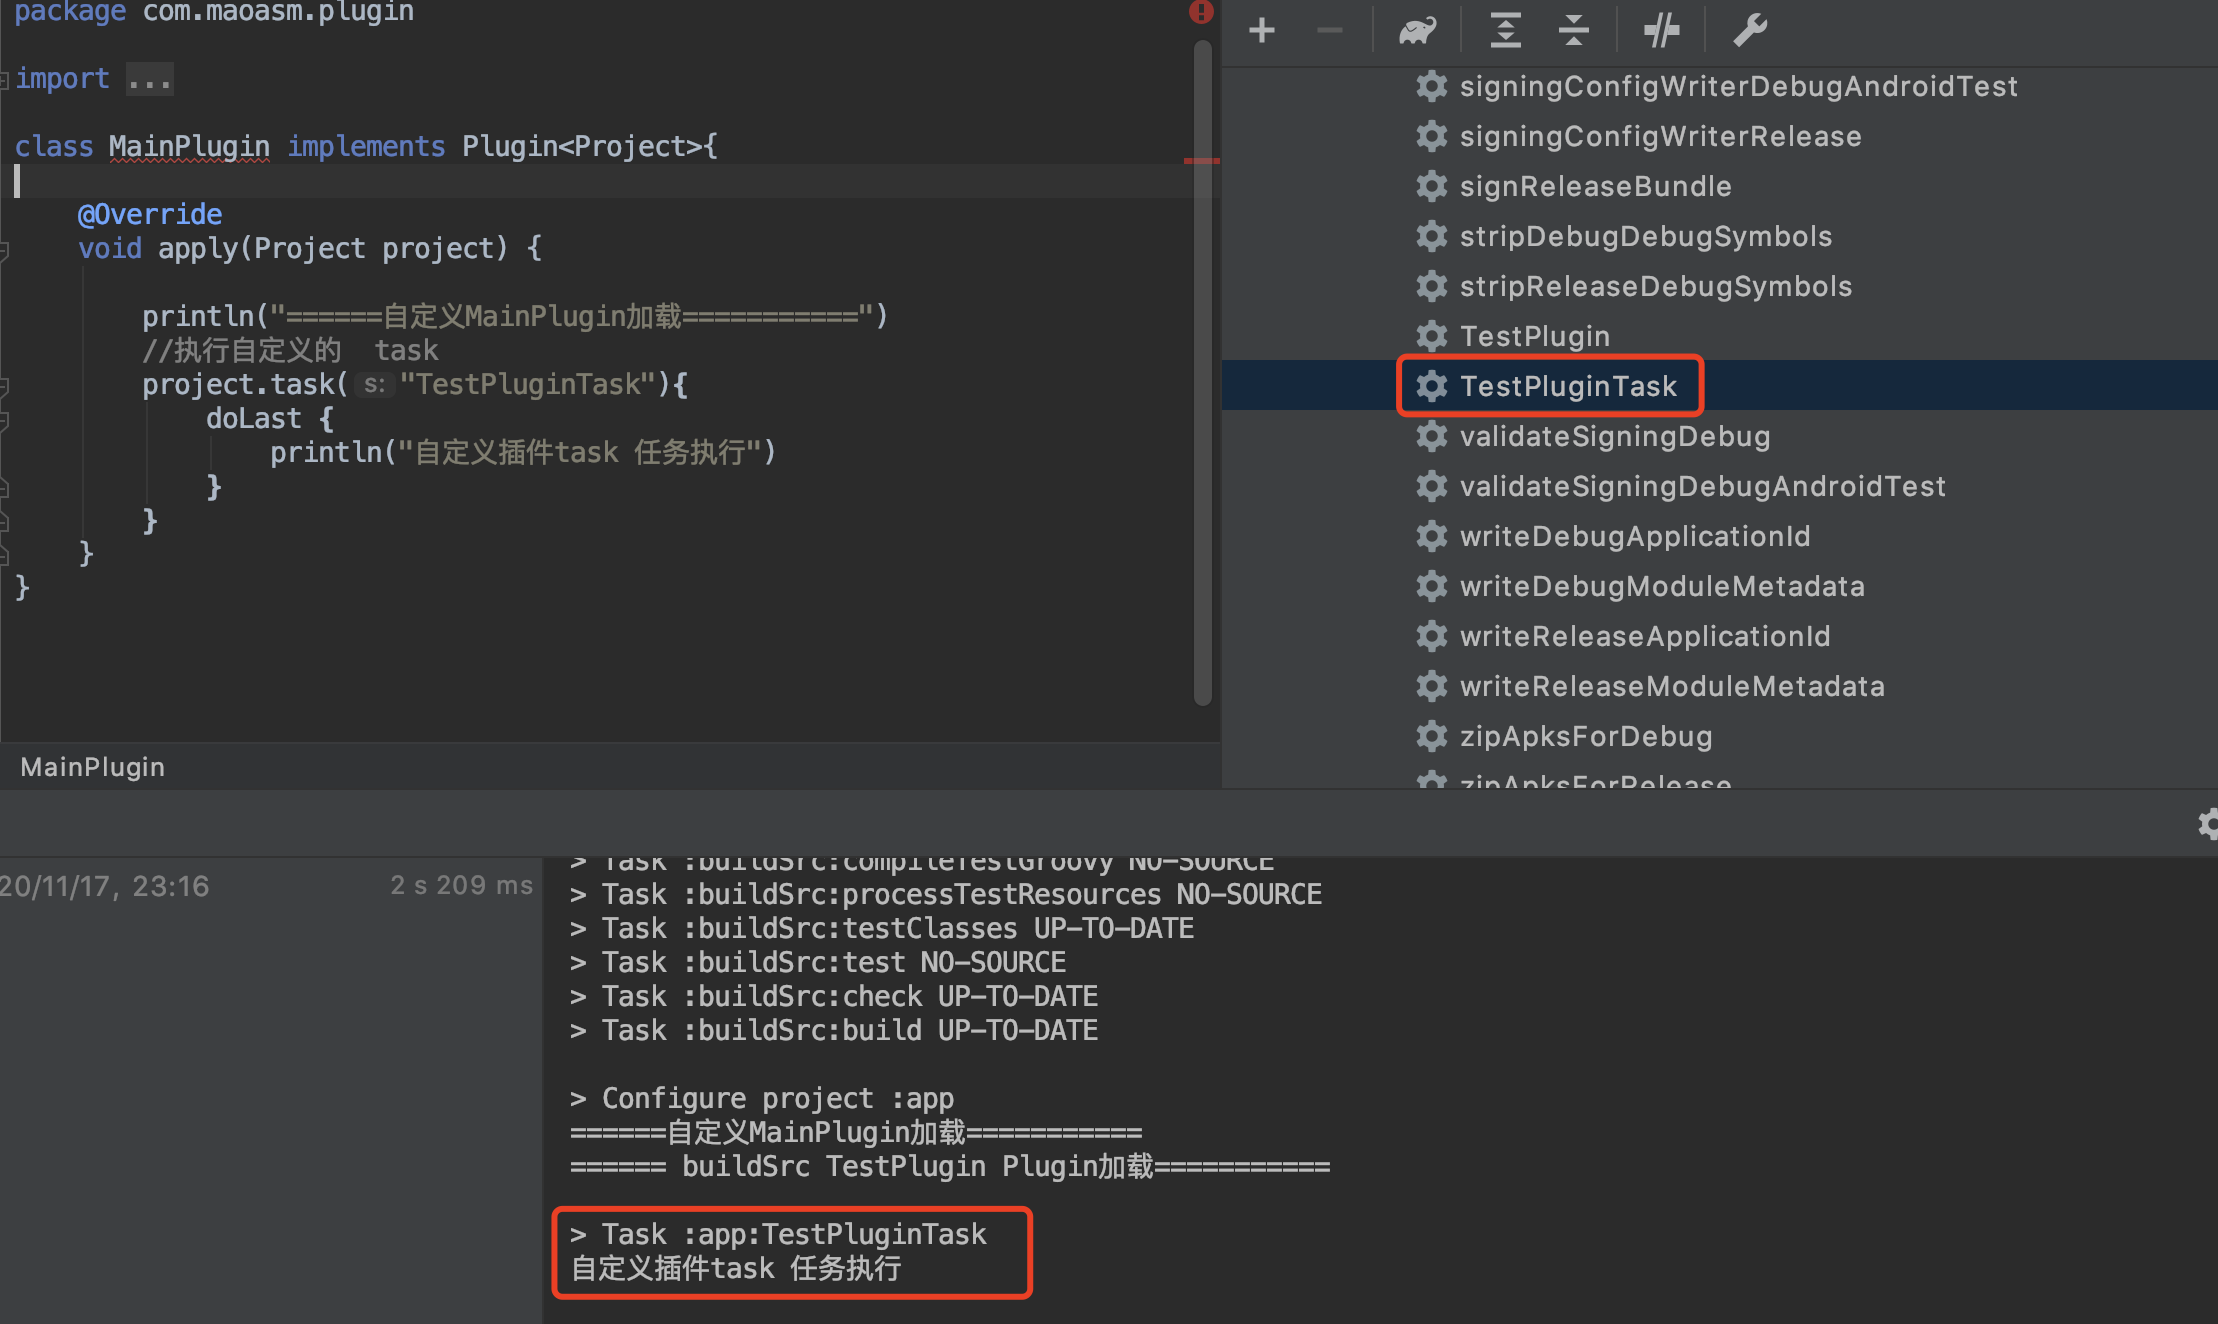 package com.maoasm.plugin
import ...
class MainPlugin implements Plugin<Project>{
@Override
void apply(Project project) {
println("======自定义MainPlugin加载===========")
//执行自定义的  task
project.task( s: "TestPluginTask"){
doLast {
println("自定义插件task 任务执行")
}
}
}
}
MainPlugin
signingConfigWriterDebugAndroidTest
signingConfigWriterRelease
signReleaseBundle
stripDebugDebugSymbols
stripReleaseDebugSymbols
TestPlugin
TestPluginTask
validateSigningDebug
validateSigningDebugAndroidTest
writeDebugApplicationId
writeDebugModuleMetadata
writeReleaseApplicationId
writeReleaseModuleMetadata
zipApksForDebug
zipApksForRelease
20/11/17, 23:16
2 s 209 ms
> Task :buildSrc:compileTestGroovy NO-SOURCE
> Task :buildSrc:processTestResources NO-SOURCE
> Task :buildSrc:testClasses UP-TO-DATE
> Task :buildSrc:test NO-SOURCE
> Task :buildSrc:check UP-TO-DATE
> Task :buildSrc:build UP-TO-DATE
> Configure project :app
======自定义MainPlugin加载===========
====== buildSrc TestPlugin Plugin加载===========
> Task :app:TestPluginTask
自定义插件task 任务执行